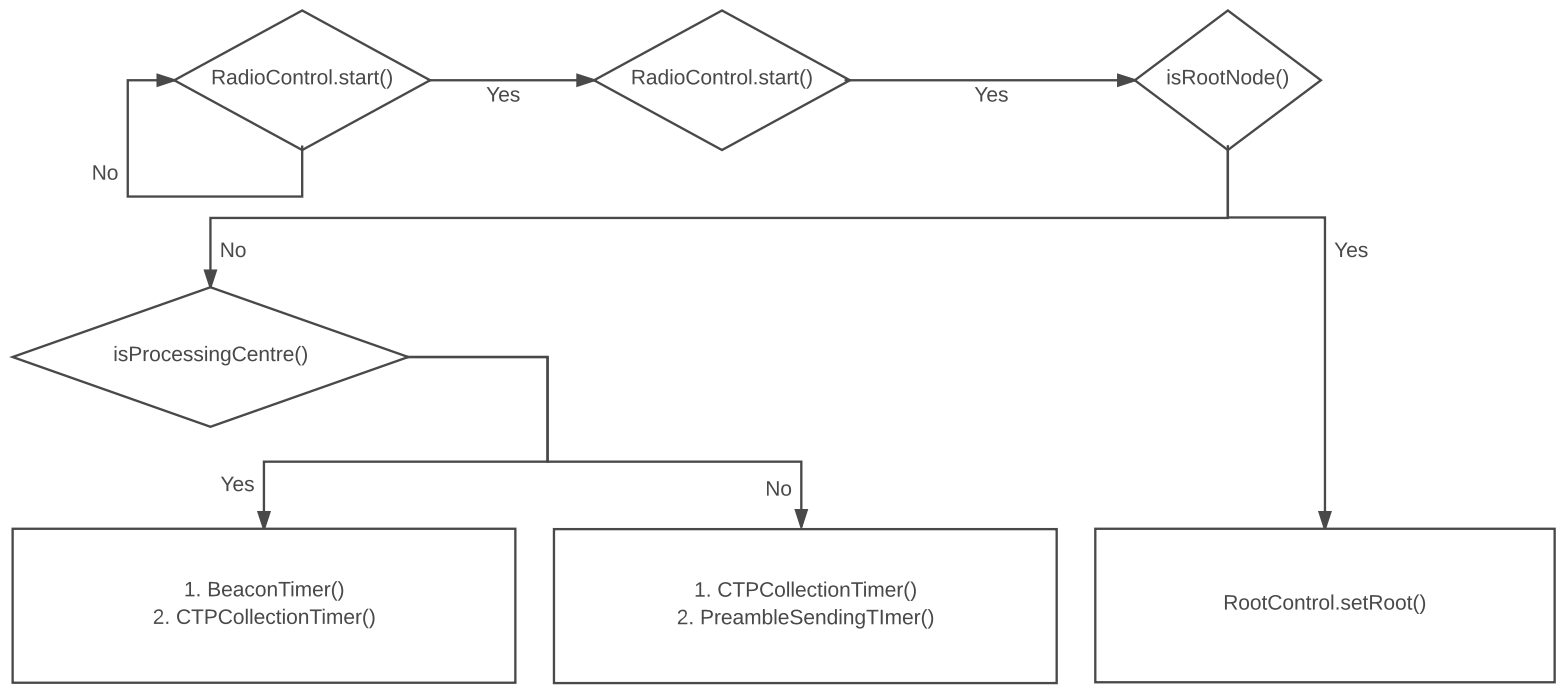 RadioControl.start()
Yes
RadioControl.start()
Yes
isRootNode()
No
No
Yes
isProcessingCentre()
Yes
No
1. BeaconTimer()
2. CTPCollectionTimer()
1. CTPCollectionTimer()
2. PreambleSendingTImer()
RootControl.setRoot()